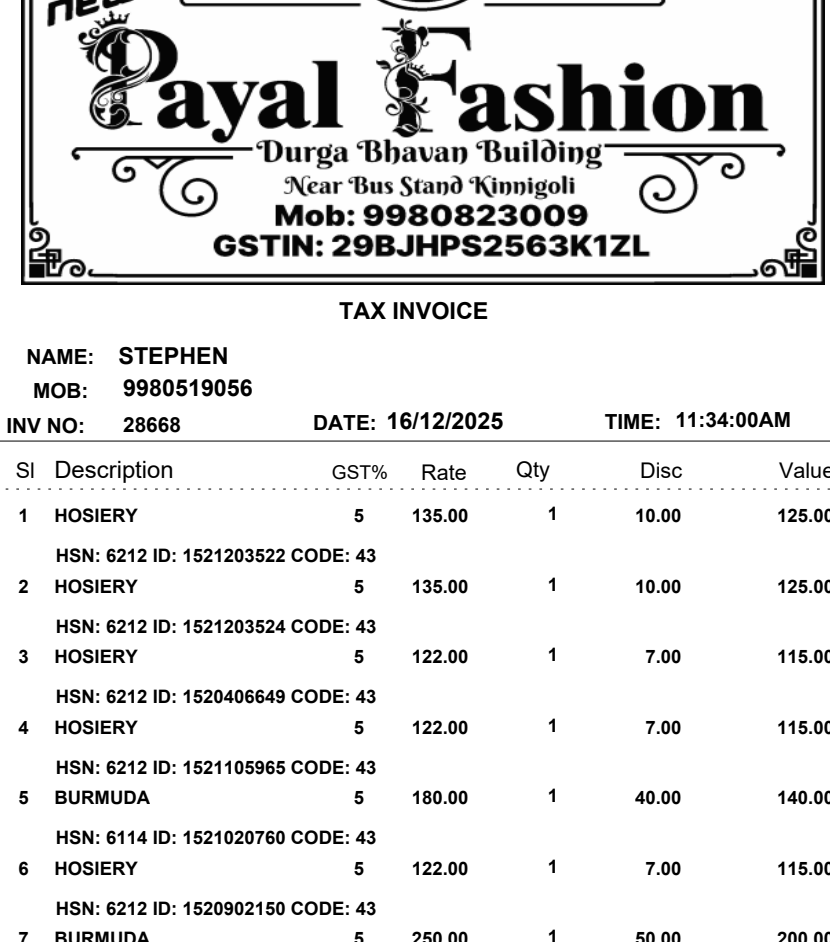 new
Payal Fashion
Durga Bhavan Building
Near Bus Stand Kinnigoli
Mob: 9980823009
GSTIN: 29BJHPS2563K1ZL
TAX INVOICE
NAME: STEPHEN
MOB: 9980519056
INV NO: 28668 DATE: 16/12/2025 TIME: 11:34:00AM
Sl Description GST% Rate Qty Disc Value
1 HOSIERY 5 135.00 1 10.00 125.00
HSN: 6212 ID: 1521203522 CODE: 43
2 HOSIERY 5 135.00 1 10.00 125.00
HSN: 6212 ID: 1521203524 CODE: 43
3 HOSIERY 5 122.00 1 7.00 115.00
HSN: 6212 ID: 1520406649 CODE: 43
4 HOSIERY 5 122.00 1 7.00 115.00
HSN: 6212 ID: 1521105965 CODE: 43
5 BURMUDA 5 180.00 1 40.00 140.00
HSN: 6114 ID: 1521020760 CODE: 43
6 HOSIERY 5 122.00 1 7.00 115.00
HSN: 6212 ID: 1520902150 CODE: 43
7 BURMUDA 5 250.00 1 50.00 200.00